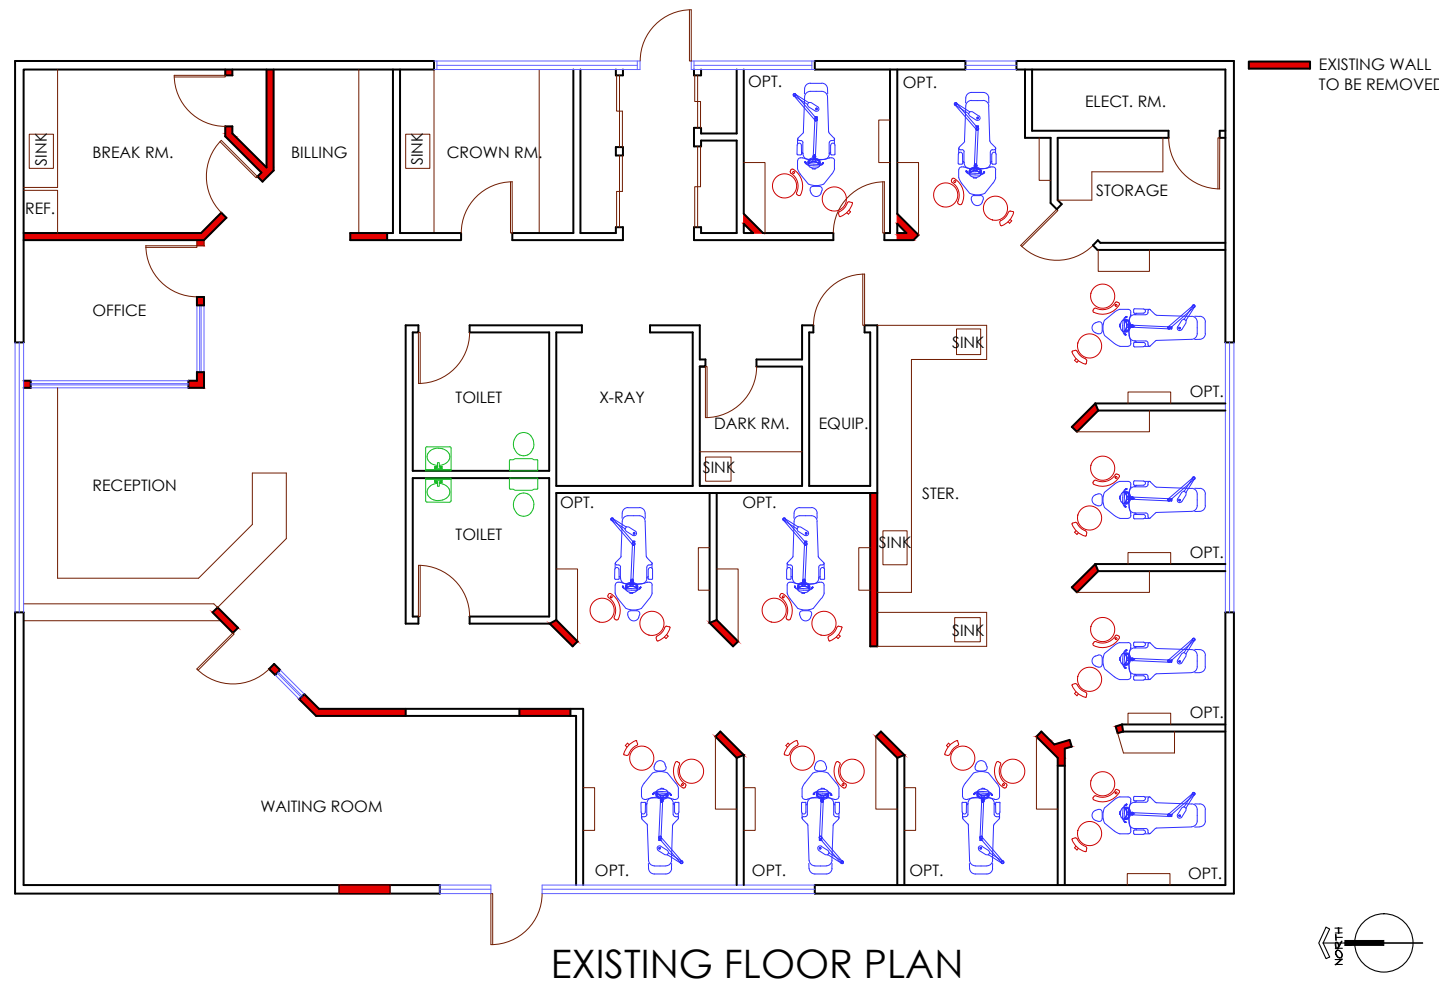 EXISTING WALL
TO BE REMOVED
OPT.
OPT.
ELECT. RM.
SINK
BREAK RM.
BILLING
SINK
CROWN RM.
STORAGE
REF.
OFFICE
SINK
OPT.
TOILET
X-RAY
DARK RM.
EQUIP.
SINK
RECEPTION
STER.
OPT.
OPT.
TOILET
SINK
OPT.
SINK
OPT.
WAITING ROOM
OPT.
OPT.
OPT.
OPT.
NORTH
EXISTING FLOOR PLAN